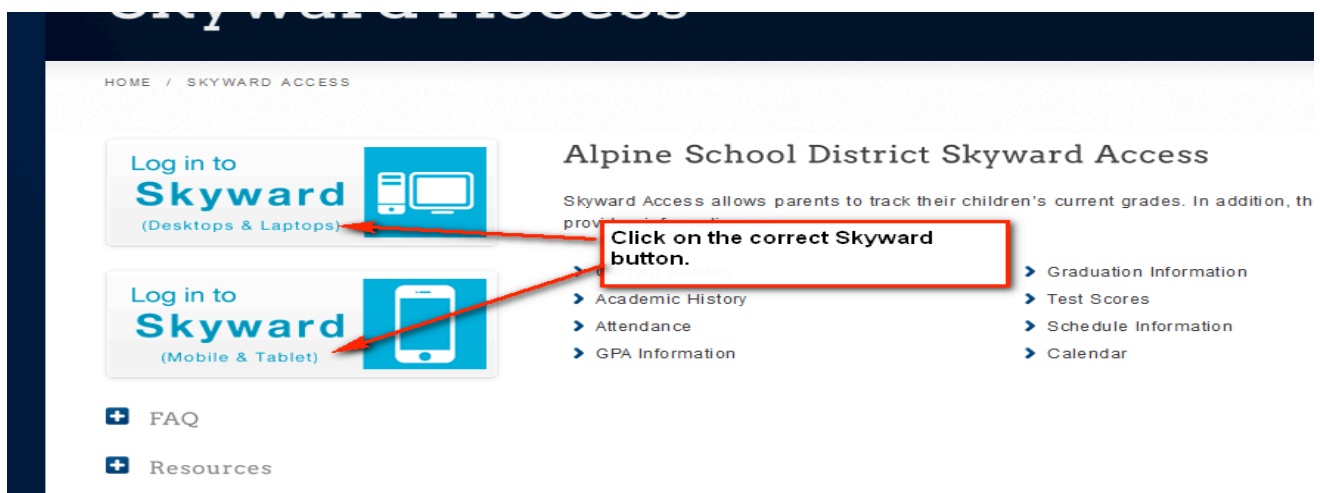 Skyward Access
HOME / SKYWARD ACCESS
Log in to
Skyward
(Desktops & Laptops)
Log in to
Skyward
(Mobile & Tablet)
FAQ
Resources
Alpine School District Skyward Access
Skyward Access allows parents to track their children's current grades. In addition, th
Click on the correct Skyward
button.
Academic History
Attendance
GPA Information
Graduation Information
Test Scores
Schedule Information
Calendar